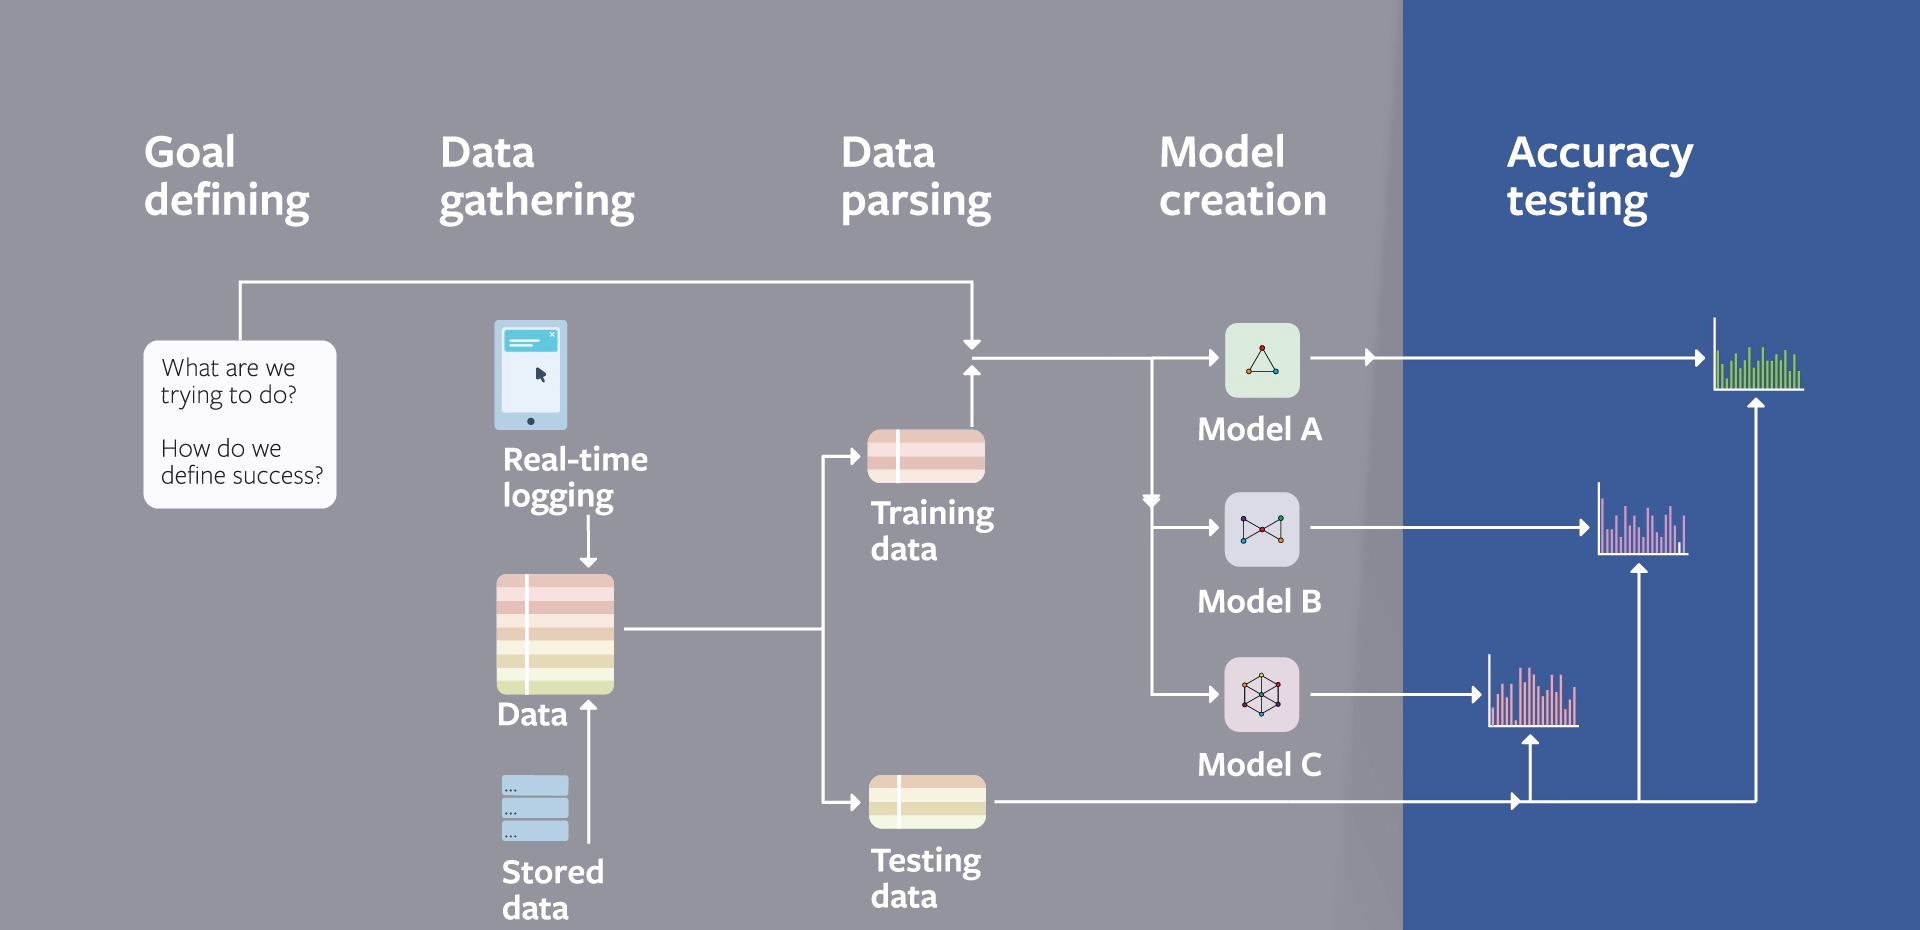 Goal
defining
Data
gathering
Data
parsing
Model
creation
Accuracy
testing
What are we
trying to do?
How do we
define success?
Real-time
logging
Data
Stored
data
Training
data
Testing
data
Model A
Model B
Model C